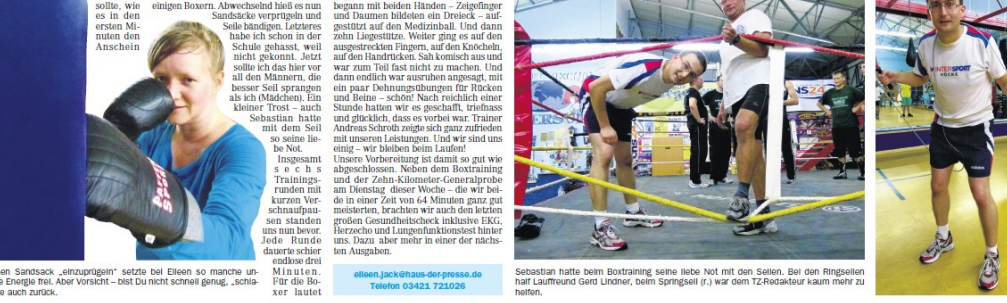 sollte, wie
es in den
ersten Mi-
nuten den
Anschein
einigen Boxern. Abwechselnd hieß es nun
Sandsäcke verprügeln und
Seile bändigen. Letzteres
habe ich schon in der
Schule gehasst, weil
nicht gekonnt. Jetzt
sollte ich das hier vor
all den Männern, die
besser Seil sprangen
als ich (Mädchen). Ein
kleiner Trost – auch
Sebastian hatte
mit dem Seil
so seine lie-
be Not.
Insgesamt
sechs
Trainings-
runden mit
kurzen Ver-
schnaufpau-
sen standen
uns nun bevor.
Jede Runde
dauerte schier
endlose drei
Minuten.
Für die Bo-
xer lautet
begann mit beiden Händen – Zeigefinger
und Daumen bildeten ein Dreieck – auf-
gestützt auf den Medizinball. Und dann
zehn Liegestütze. Weiter ging es auf den
ausgestreckten Fingern, auf den Knöcheln,
auf den Handrücken. Sah komisch aus und
war zum Teil fast nicht zu machen. Und
dann endlich war ausruhen angesagt, mit
ein paar Dehnungsübungen für Rücken
und Beine – schön! Nach reichlich einer
Stunde hatten wir es geschafft, triefnass
und glücklich, dass es vorbei war. Trainer
Andreas Schroth zeigte sich ganz zufrieden
mit unseren Leistungen. Und wir sind uns
einig – wir bleiben beim Laufen!
Unsere Vorbereitung ist damit so gut wie
abgeschlossen. Neben dem Boxtraining
und der Zehn-Kilometer-Generalprobe
am Dienstag dieser Woche – die wir bei-
de in einer Zeit von 64 Minuten ganz gut
meisterten, brachten wir auch den letzten
großen Gesundheitscheck inklusive EKG,
Herzecho und Lungenfunktionstest hinter
uns. Dazu aber mehr in einer der nächs-
ten Ausgaben.
eileen.jack@haus-der-presse.de
Telefon 03421 721026
en Sandsack „einzuprügeln“ setzte bei Eileen so manche un-
e Energie frei. Aber Vorsicht – bist Du nicht schnell genug, „schla-
e auch zurück.
Sebastian hatte beim Boxtraining seine liebe Not mit den Seilen. Bei den Ringseilen
half Lauffreund Gerd Lindner, beim Springseil (r.) war dem TZ-Redakteur kaum zu
helfen.
INTERSPORT